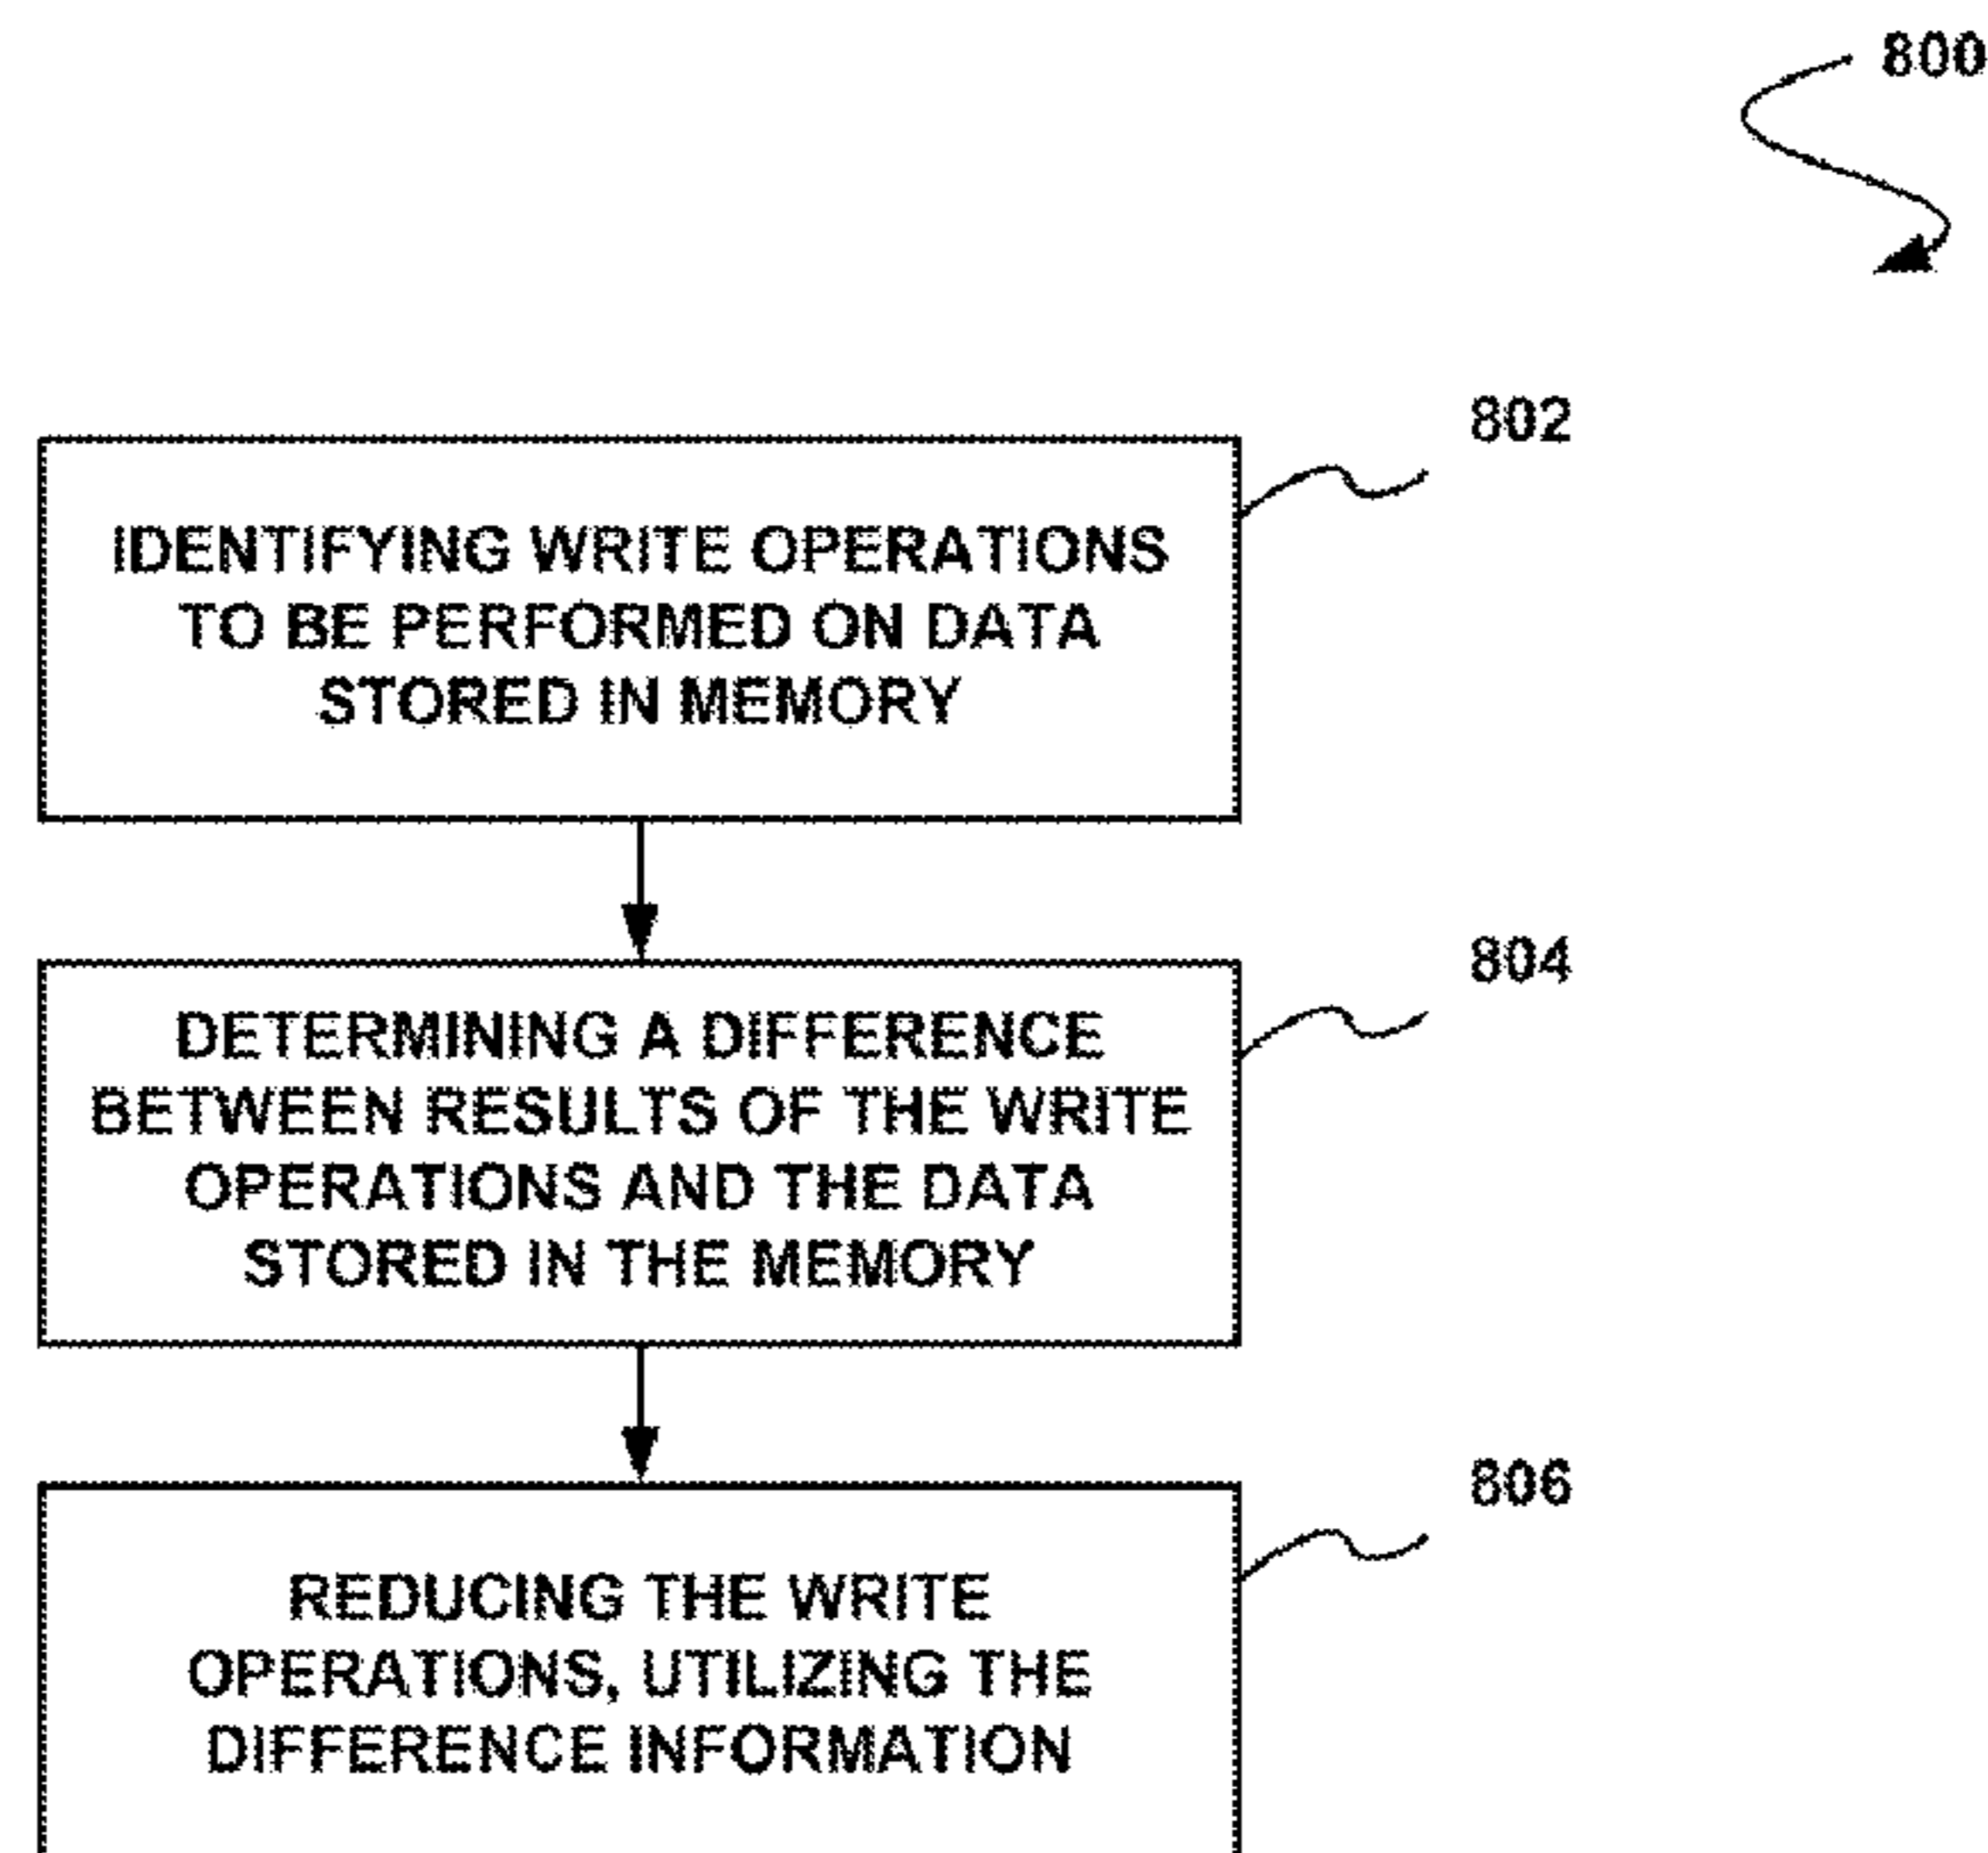 800
802
IDENTIFYING WRITE OPERATIONS
TO BE PERFORMED ON DATA
STORED IN MEMORY
804
DETERMINING A DIFFERENCE
BETWEEN RESULTS OF THE WRITE
OPERATIONS AND THE DATA
STORED IN THE MEMORY
806
REDUCING THE WRITE
OPERATIONS, UTILIZING THE
DIFFERENCE INFORMATION